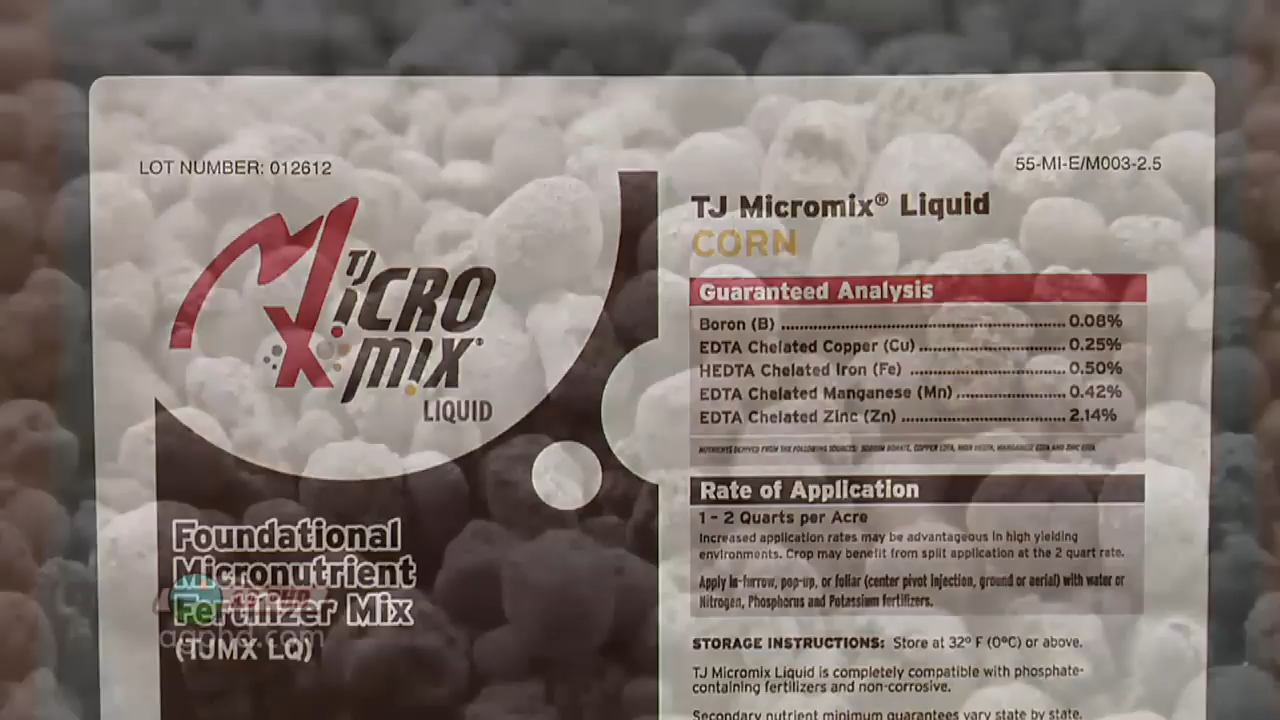 LOT NUMBER: 012612
55-MI-E/M003-2.5
TJ MiCRO
MiX®
LIQUID
Foundational
Micronutrient
Fertilizer Mix
(TJMX LQ)
agphd.com
TJ Micromix® Liquid
CORN
Guaranteed Analysis
Boron (B) ........ 0.08%
EDTA Chelated Copper (Cu) ........ 0.25%
HEDTA Chelated Iron (Fe) ........ 0.50%
EDTA Chelated Manganese (Mn) ........ 0.42%
EDTA Chelated Zinc (Zn) ........ 2.14%
NUTRIENTS DERIVED FROM THE FOLLOWING SOURCES: SODIUM BORATE, COPPER EDTA, IRON HEDTA, MANGANESE EDTA AND ZINC EDTA.
Rate of Application
1 - 2 Quarts per Acre
Increased application rates may be advantageous in high yielding
environments. Crop may benefit from split application at the 2 quart rate.
Apply in-furrow, pop-up, or foliar (center pivot injection, ground or aerial) with water or
Nitrogen, Phosphorus and Potassium fertilizers.
STORAGE INSTRUCTIONS: Store at 32º F (0ºC) or above.
TJ Micromix Liquid is completely compatible with phosphate-
containing fertilizers and non-corrosive.
Secondary nutrient minimum guarantees vary state by state.